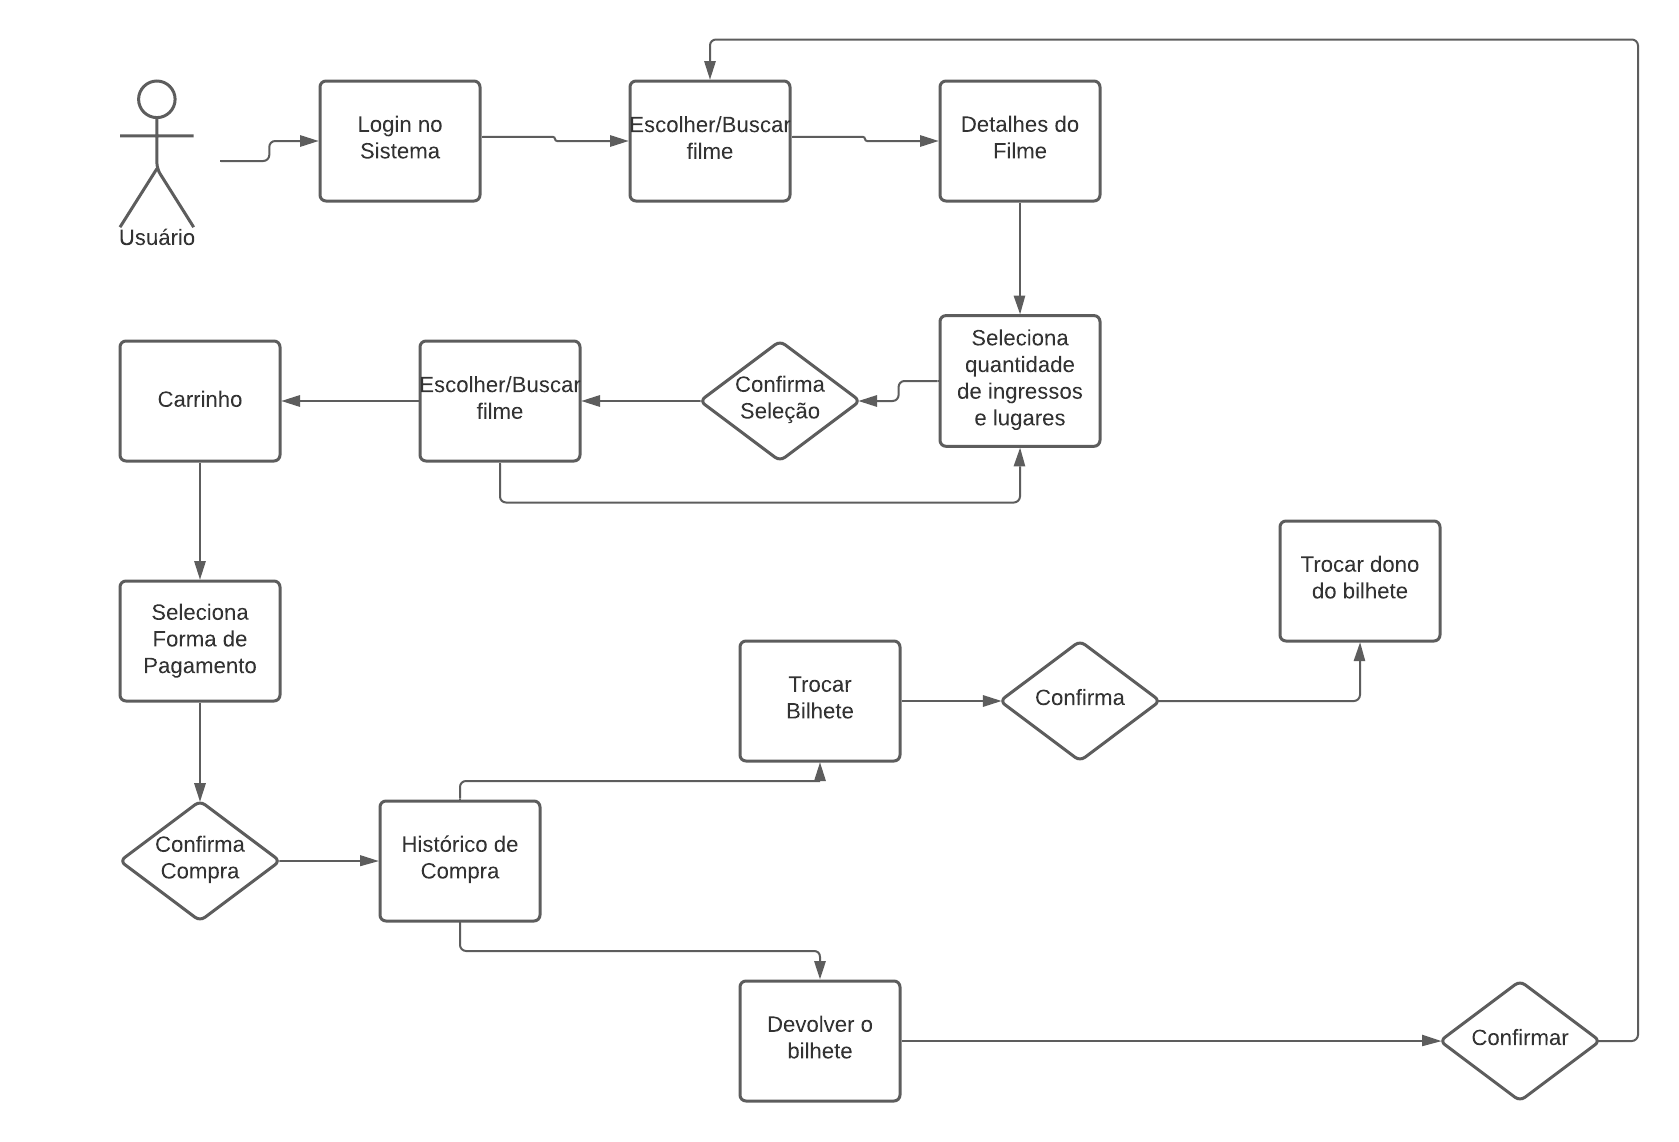 Usuário
Login no
Sistema
Escolher/Buscar
filme
Detalhes do
Filme
Seleciona
quantidade
de ingressos
e lugares
Confirma
Seleção
Escolher/Buscar
filme
Carrinho
Seleciona
Forma de
Pagamento
Confirma
Compra
Histórico de
Compra
Trocar
Bilhete
Confirma
Trocar dono
do bilhete
Devolver o
bilhete
Confirmar